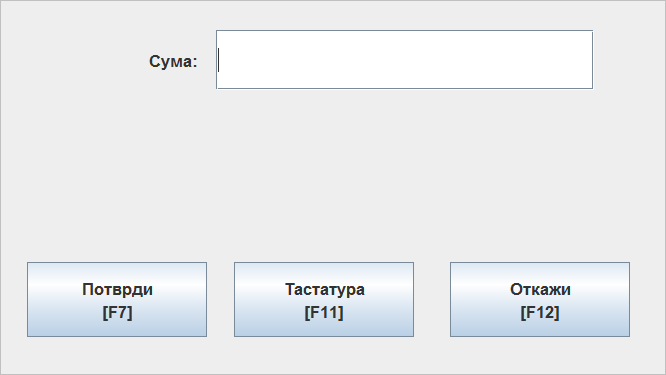 Сума:
Потврди
[F7]
Тастатура
[F11]
Откажи
[F12]